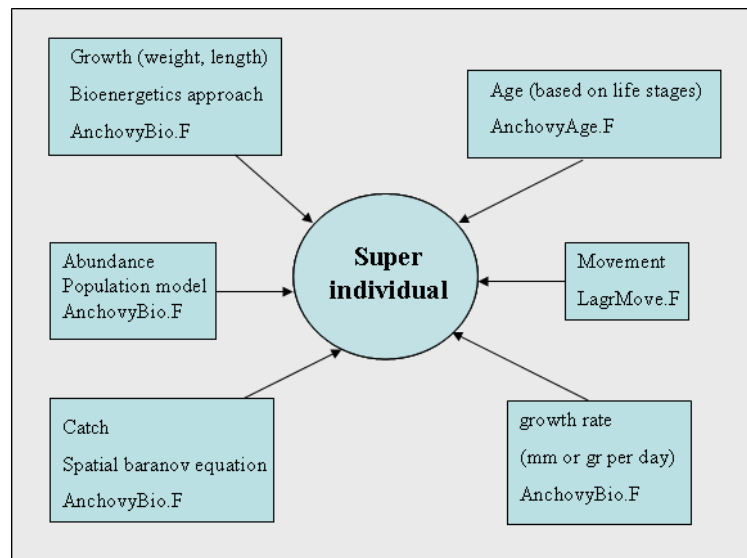 Growth (weight, length)
Bioenergetics approach
AnchovyBio.F
Age (based on life stages)
AnchovyAge.F
Abundance
Population model
AnchovyBio.F
Super
individual
Movement
LagrMove.F
Catch
Spatial baranov equation
AnchovyBio.F
growth rate
(mm or gr per day)
AnchovyBio.F